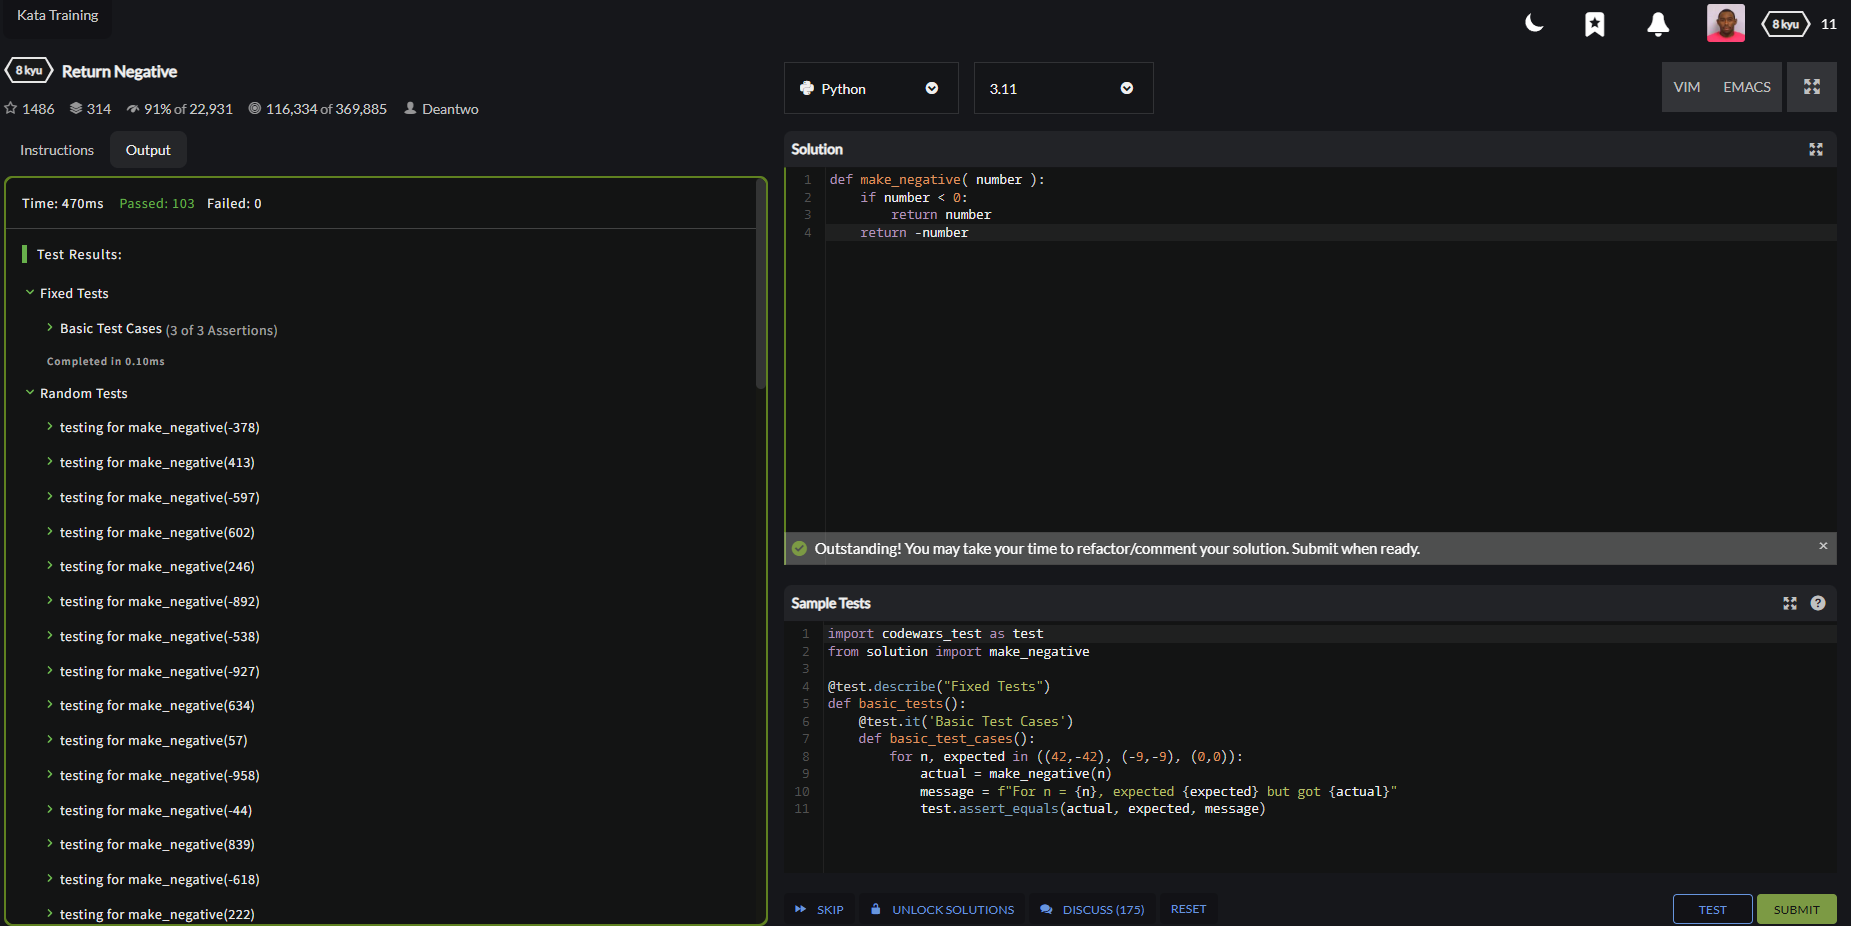 Kata Training
8 kyu 11
8 kyu Return Negative
1486 314 91% of 22,931 116,334 of 369,885 Deantwo
Instructions Output
Time: 470ms Passed: 103 Failed: 0
Test Results:
Fixed Tests
Basic Test Cases (3 of 3 Assertions)
Completed in 0.10ms
Random Tests
testing for make_negative(-378)
testing for make_negative(413)
testing for make_negative(-597)
testing for make_negative(602)
testing for make_negative(246)
testing for make_negative(-892)
testing for make_negative(-538)
testing for make_negative(-927)
testing for make_negative(634)
testing for make_negative(57)
testing for make_negative(-958)
testing for make_negative(-44)
testing for make_negative(839)
testing for make_negative(-618)
testing for make_negative(222)
Python 3.11 VIM EMACS
Solution
1 def make_negative( number ):
2     if number < 0:
3         return number
4     return -number
Outstanding! You may take your time to refactor/comment your solution. Submit when ready. ×
Sample Tests ?
1 import codewars_test as test
2 from solution import make_negative
3
4 @test.describe("Fixed Tests")
5 def basic_tests():
6     @test.it('Basic Test Cases')
7     def basic_test_cases():
8         for n, expected in ((42,-42), (-9,-9), (0,0)):
9             actual = make_negative(n)
10             message = f"For n = {n}, expected {expected} but got {actual}"
11             test.assert_equals(actual, expected, message)
SKIP UNLOCK SOLUTIONS DISCUSS (175) RESET TEST SUBMIT